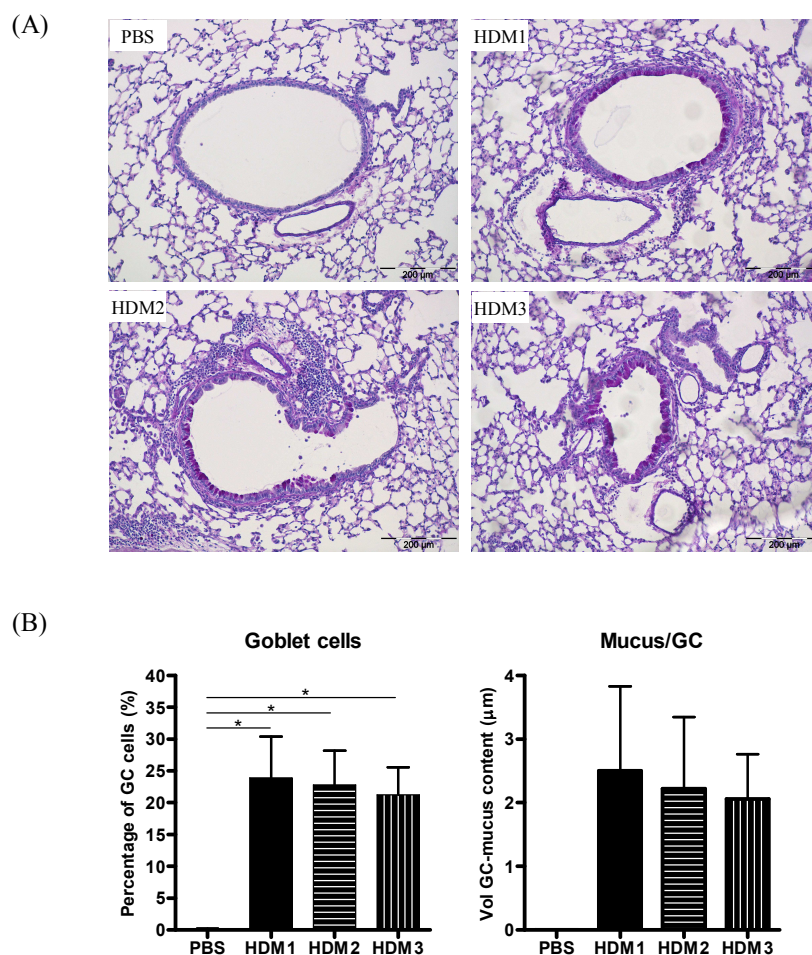 (A)
PBS
HDM1
200 µm
200 µm
HDM2
HDM3
200 µm
200 µm
(B)
Goblet cells
Mucus/GC
Percentage of GC cells (%)
40
35
30
25
20
15
10
5
0
*
*
*
PBS HDM1 HDM2 HDM3
Vol GC-mucus content (µm)
4
3
2
1
0
PBS HDM1 HDM2 HDM3